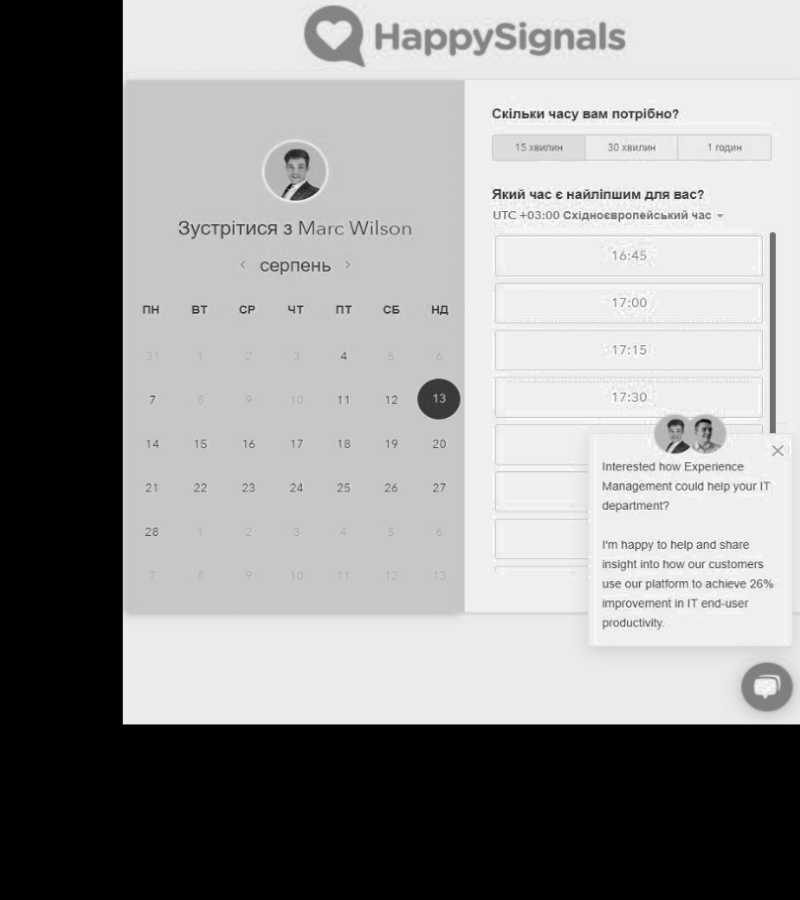 HappySignals
Зустрітися з Marc Wilson
серпень
ПН ВТ СР ЧТ ПТ СБ НД
31 1 2 3 4 5 6
7 8 9 10 11 12 13
14 15 16 17 18 19 20
21 22 23 24 25 26 27
28 1 2 3 4 5 6
7 8 9 10 11 12 13
Скільки часу вам потрібно?
15 хвилин 30 хвилин 1 годин
Який час є найліпшим для вас?
UTC +03:00 Східноєвропейський час
16:45
17:00
17:15
17:30
Interested how Experience
Management could help your IT
department?
I'm happy to help and share
insight into how our customers
use our platform to achieve 26%
improvement in IT end-user
productivity.